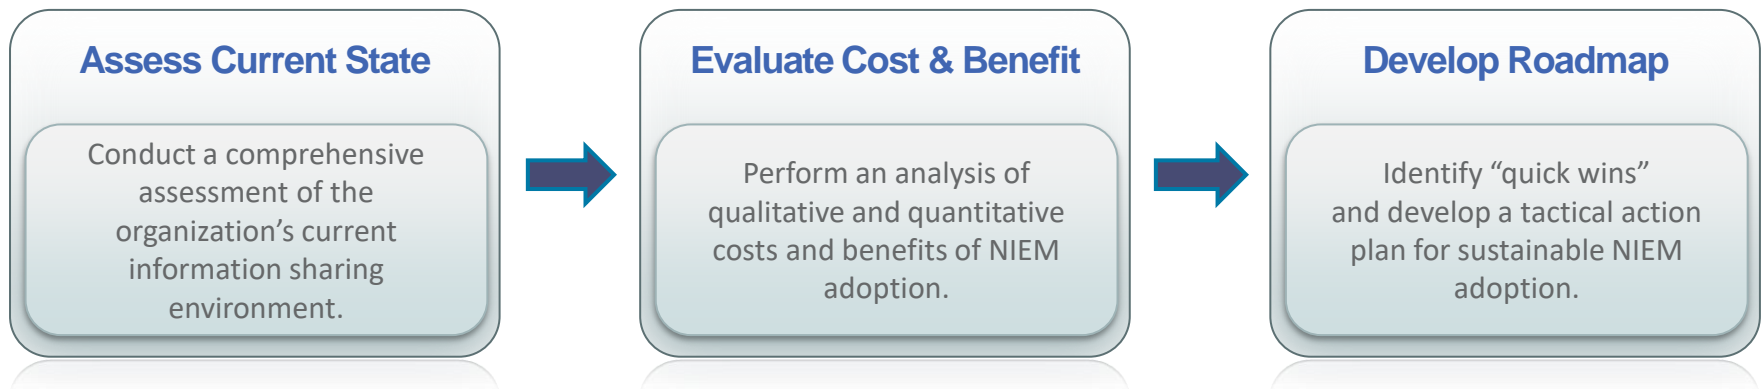 Assess Current State
Conduct a comprehensive
assessment of the
organization’s current
information sharing
environment.
Evaluate Cost & Benefit
Perform an analysis of
qualitative and quantitative
costs and benefits of NIEM
adoption.
Develop Roadmap
Identify “quick wins”
and develop a tactical action
plan for sustainable NIEM
adoption.